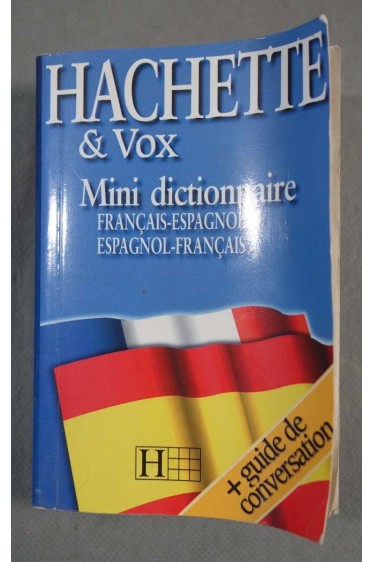 HACHETTE
& Vox
Mini dictionnaire
FRANÇAIS-ESPAGNOL
ESPAGNOL-FRANÇAIS
+ guide de
conversation
H